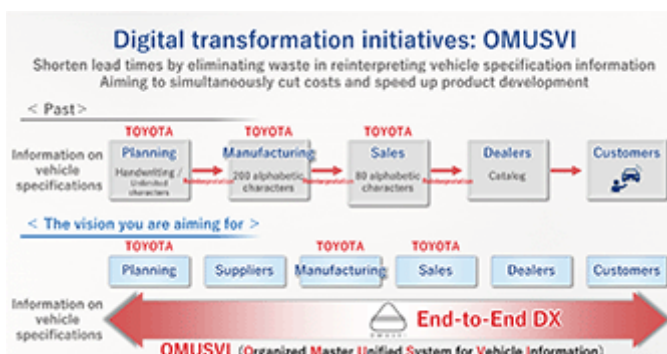 Digital transformation initiatives: OMUSVI
Shorten lead times by eliminating waste in reinterpreting vehicle specification information
Aiming to simultaneously cut costs and speed up product development
< Past >
TOYOTA TOYOTA TOYOTA
Information on vehicle specifications
Planning
Handwriting / Unlimited characters
Reinterpretation
Manufacturing
200 alphabetic characters
Reinterpretation
Sales
80 alphabetic characters
Reinterpretation
Dealers
Catalog
Customers
< The vision you are aiming for >
TOYOTA TOYOTA TOYOTA
Planning Suppliers Manufacturing Sales Dealers Customers
Information on vehicle specifications
OMUSVI
End-to-End DX
OMUSVI (Organized Master Unified System for Vehicle Information)